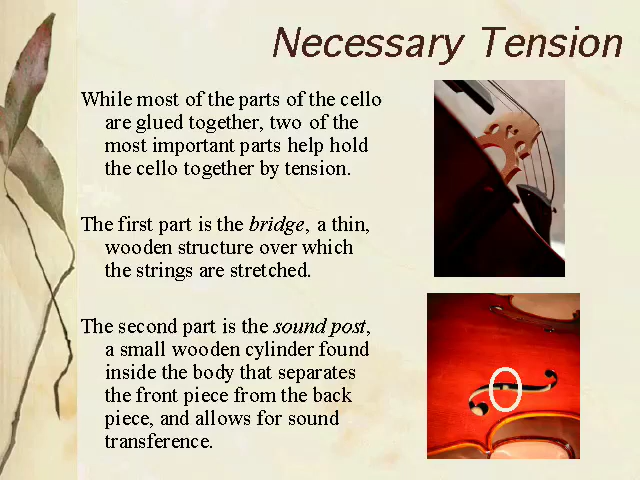 Necessary Tension
While most of the parts of the cello
are glued together, two of the
most important parts help hold
the cello together by tension.
The first part is the bridge, a thin,
wooden structure over which
the strings are stretched.
The second part is the sound post,
a small wooden cylinder found
inside the body that separates
the front piece from the back
piece, and allows for sound
transference.